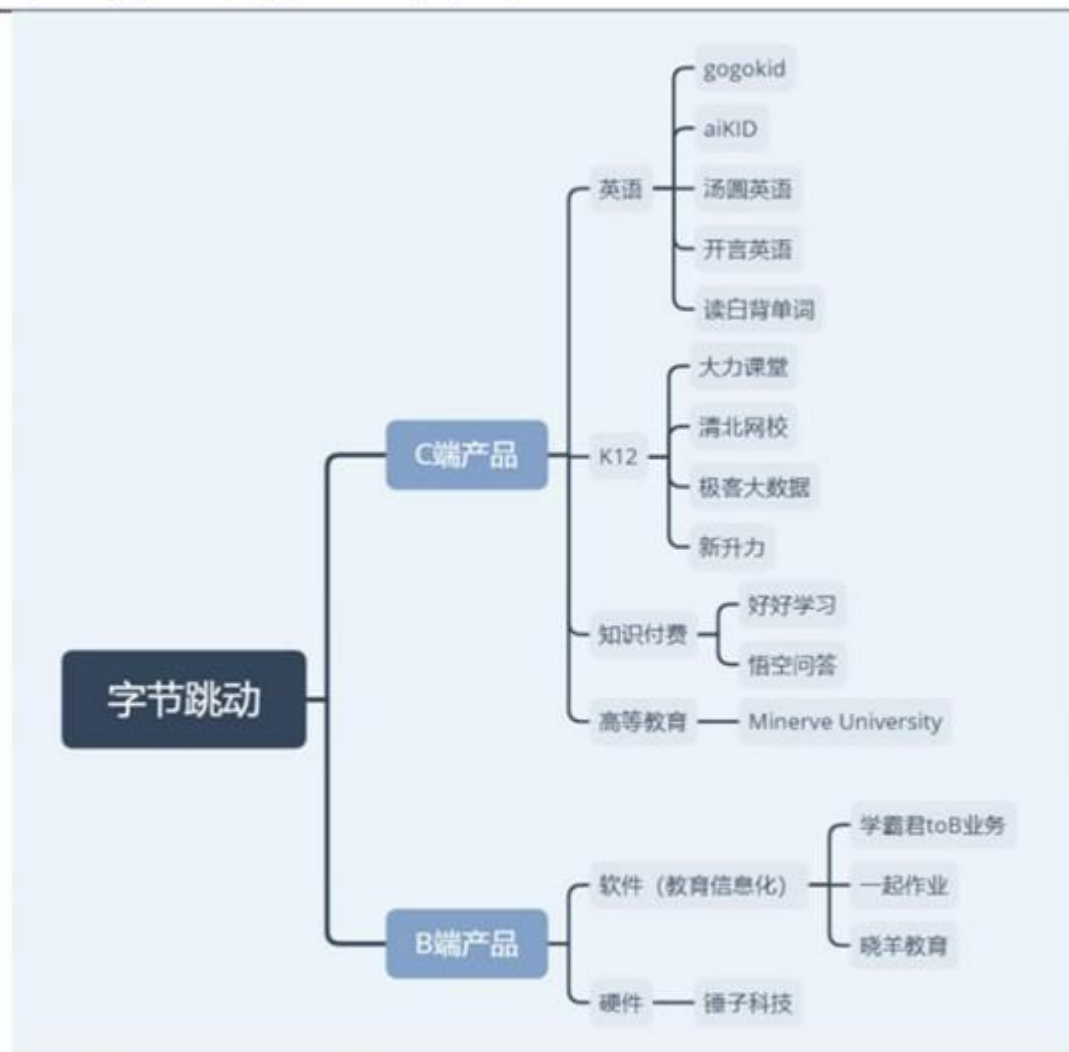 字节跳动
C端产品
英语
gogokid
aiKID
汤圆英语
开言英语
读白背单词
K12
大力课堂
清北网校
极客大数据
新升力
知识付费
好好学习
悟空问答
高等教育
Minerve University
B端产品
软件（教育信息化）
学霸君toB业务
一起作业
晓羊教育
硬件
锤子科技